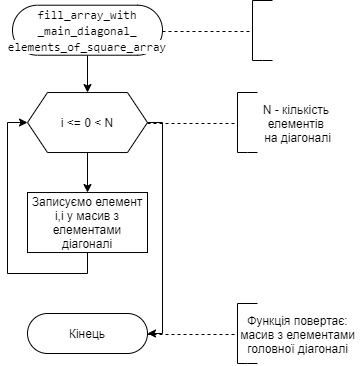 fill_array_with
_main_diagonal_
elements_of_square_array
i <= 0 < N
N - кількість
елементів
на діагоналі
Записуємо елемент
i,i у масив з
елементами
діагоналі
Кінець
Функція повертає:
масив з елементами
головної діагоналі